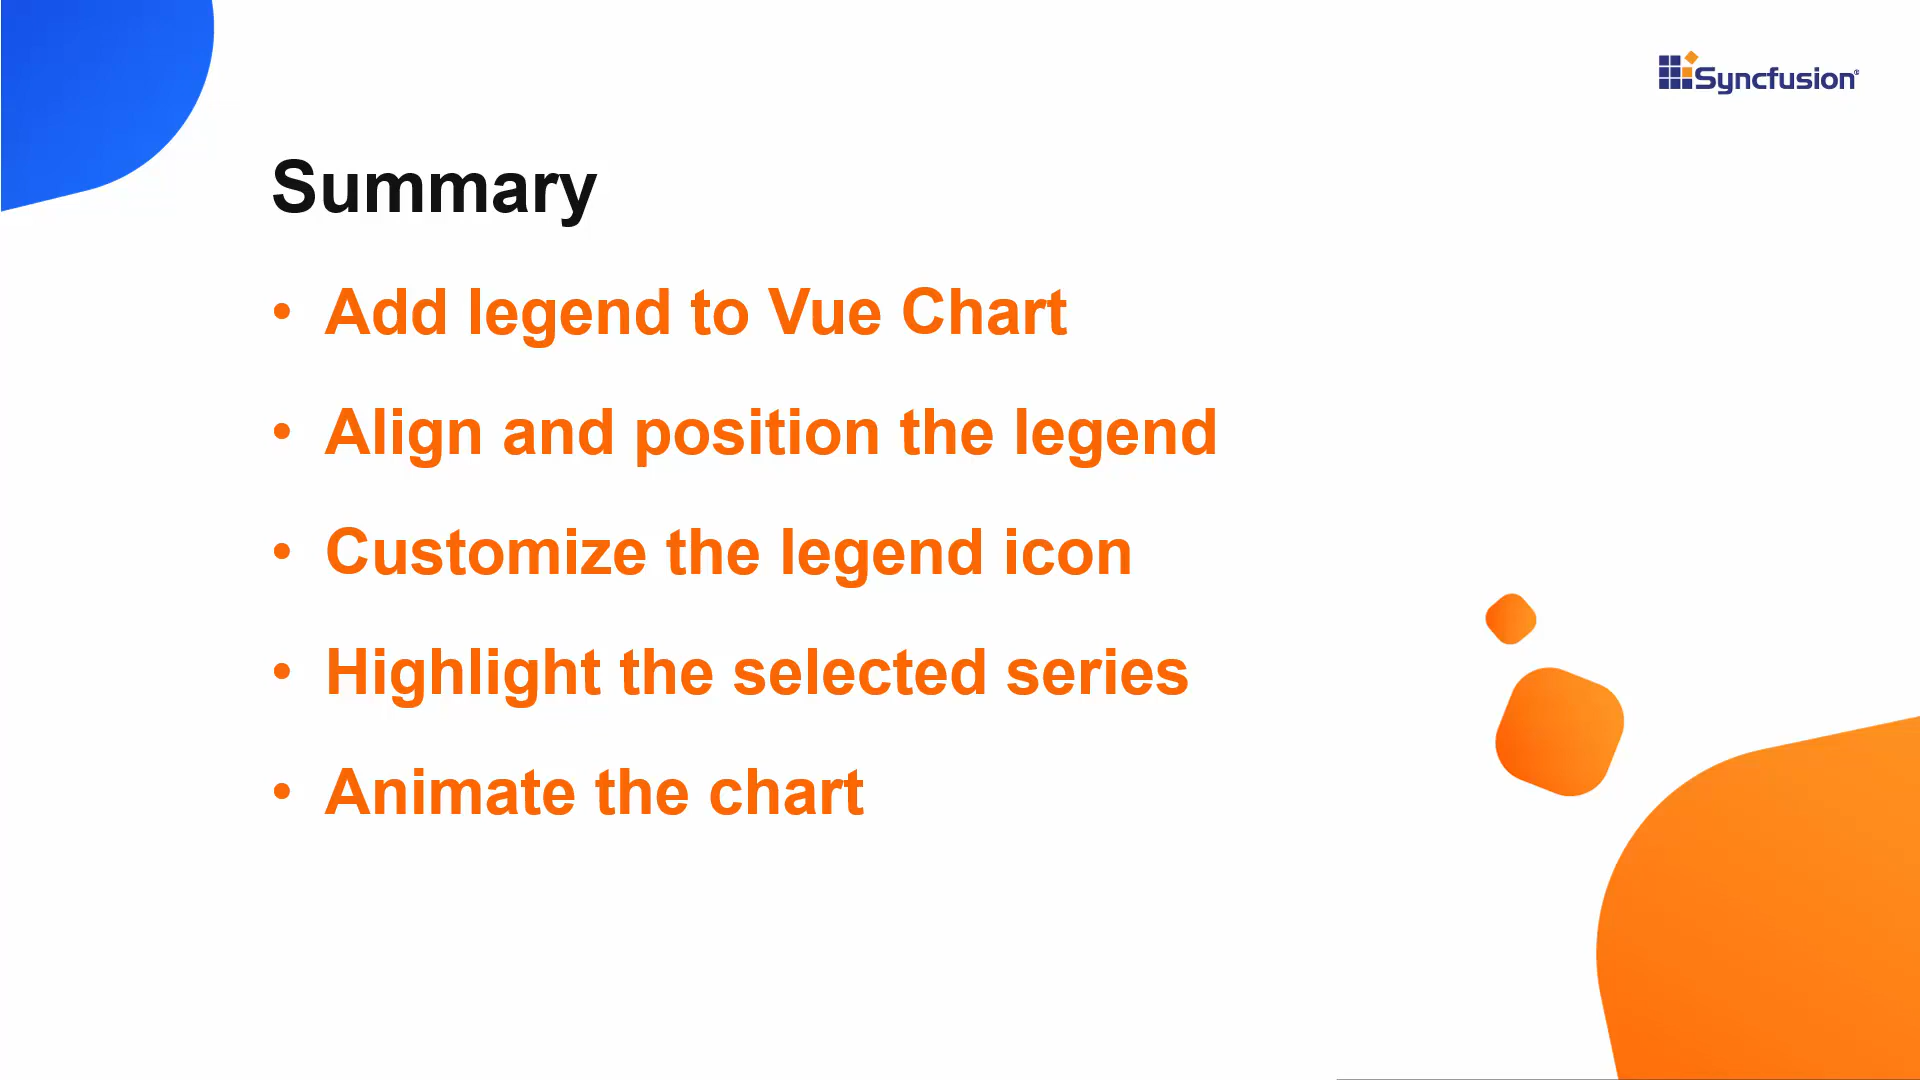 Syncfusion®
Summary
• Add legend to Vue Chart
• Align and position the legend
• Customize the legend icon
• Highlight the selected series
• Animate the chart